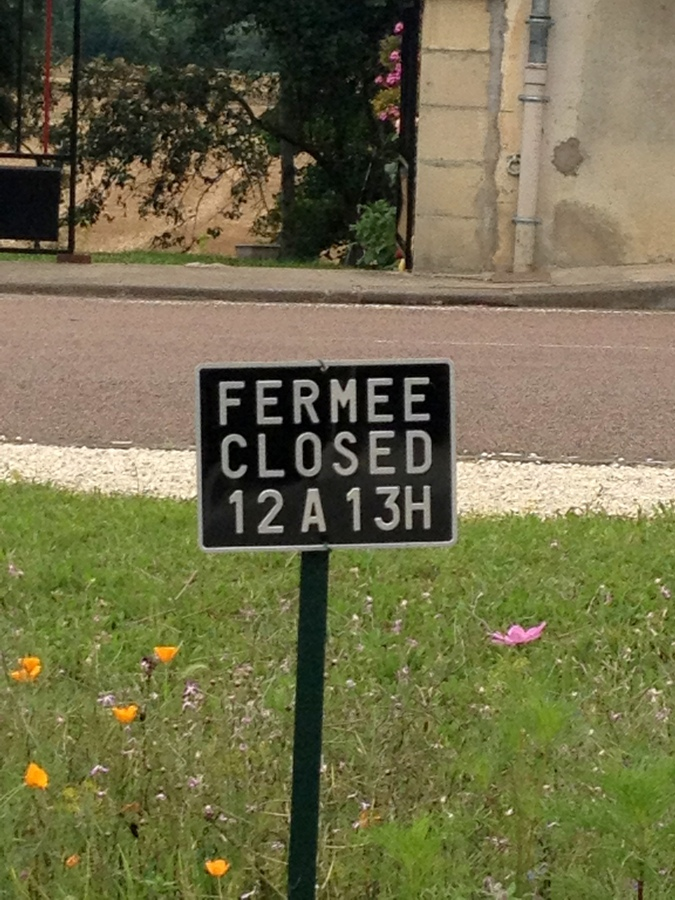 FERMEE
CLOSED
12 A 13H